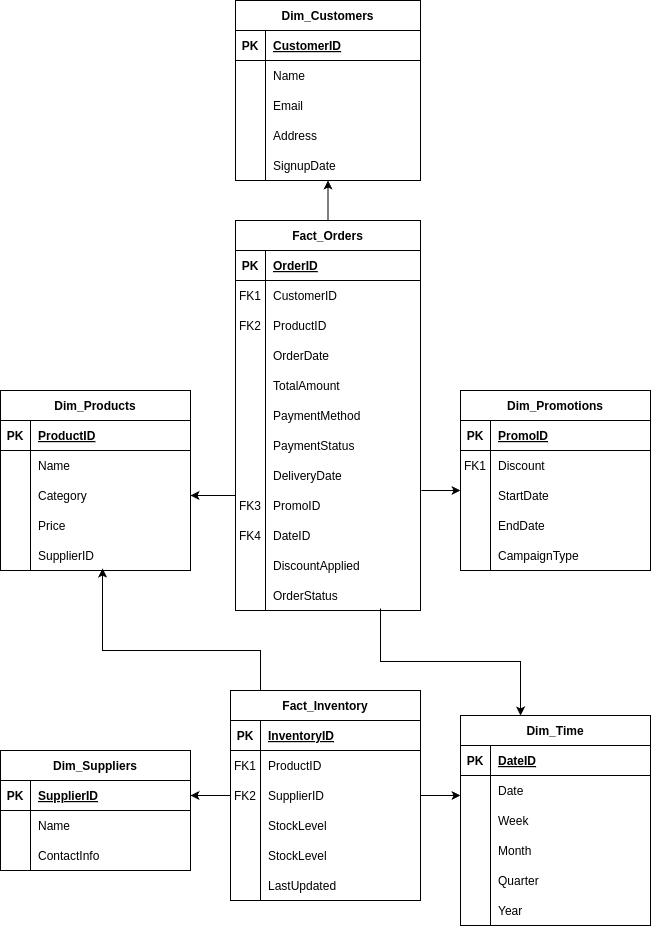 Dim_Customers
PK CustomerID
Name
Email
Address
SignupDate
Fact_Orders
PK OrderID
FK1 CustomerID
FK2 ProductID
OrderDate
TotalAmount
PaymentMethod
PaymentStatus
DeliveryDate
FK3 PromoID
FK4 DateID
DiscountApplied
OrderStatus
Dim_Products
PK ProductID
Name
Category
Price
SupplierID
Dim_Promotions
PK PromoID
FK1 Discount
StartDate
EndDate
CampaignType
Fact_Inventory
PK InventoryID
FK1 ProductID
FK2 SupplierID
StockLevel
StockLevel
LastUpdated
Dim_Suppliers
PK SupplierID
Name
ContactInfo
Dim_Time
PK DateID
Date
Week
Month
Quarter
Year